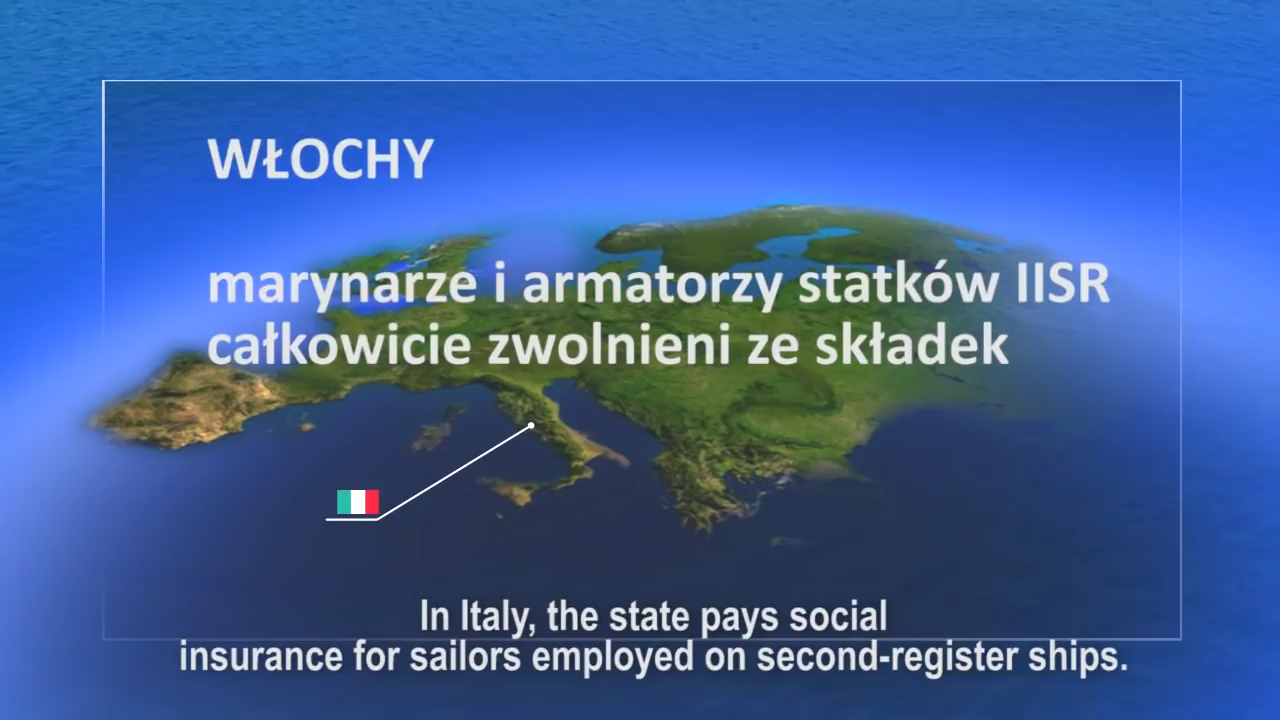 WŁOCHY
marynarze i armatorzy statków IISR
całkowicie zwolnieni ze składek
In Italy, the state pays social
insurance for sailors employed on second-register ships.